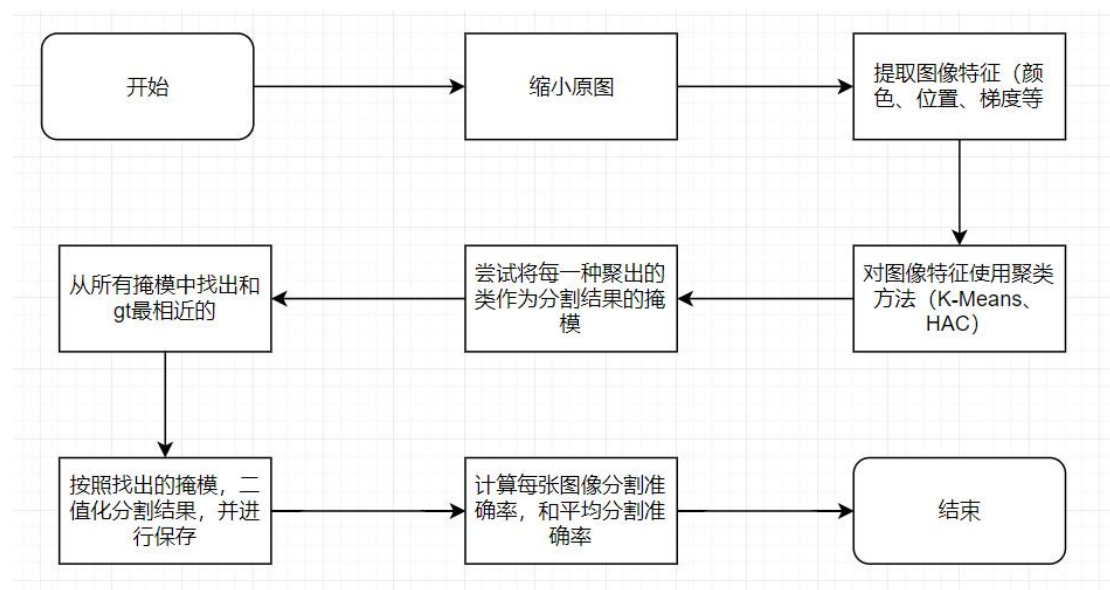 开始
缩小原图
提取图像特征（颜
色、位置、梯度等
对图像特征使用聚类
方法（K-Means、
HAC）
尝试将每一种聚出的
类作为分割结果的掩
模
从所有掩模中找出和
gt最相近的
按照找出的掩模，二
值化分割结果，并进
行保存
计算每张图像分割准
确率，和平均分割准
确率
结束